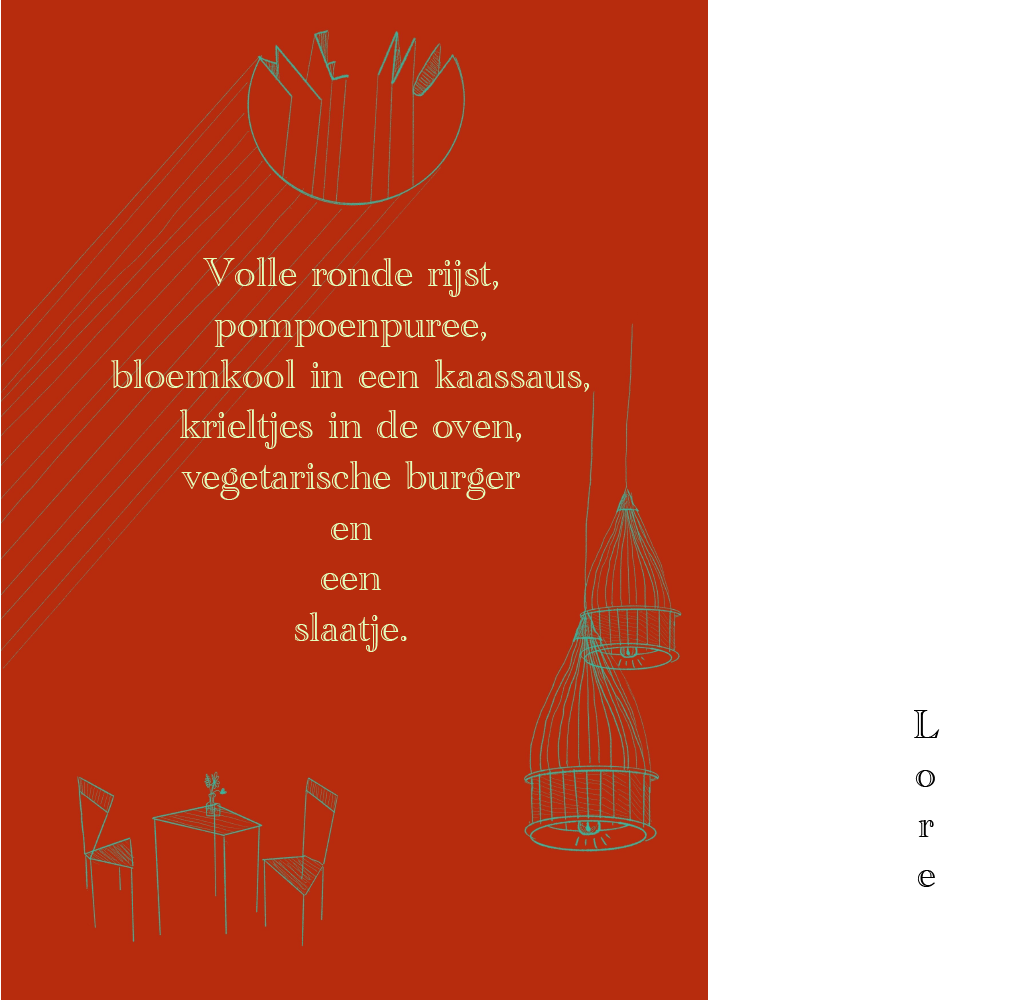 Volle ronde rijst,
pompoenpuree,
bloemkool in een kaassaus,
krieltjes in de oven,
vegetarische burger
en
een
slaatje.
L
o
r
e